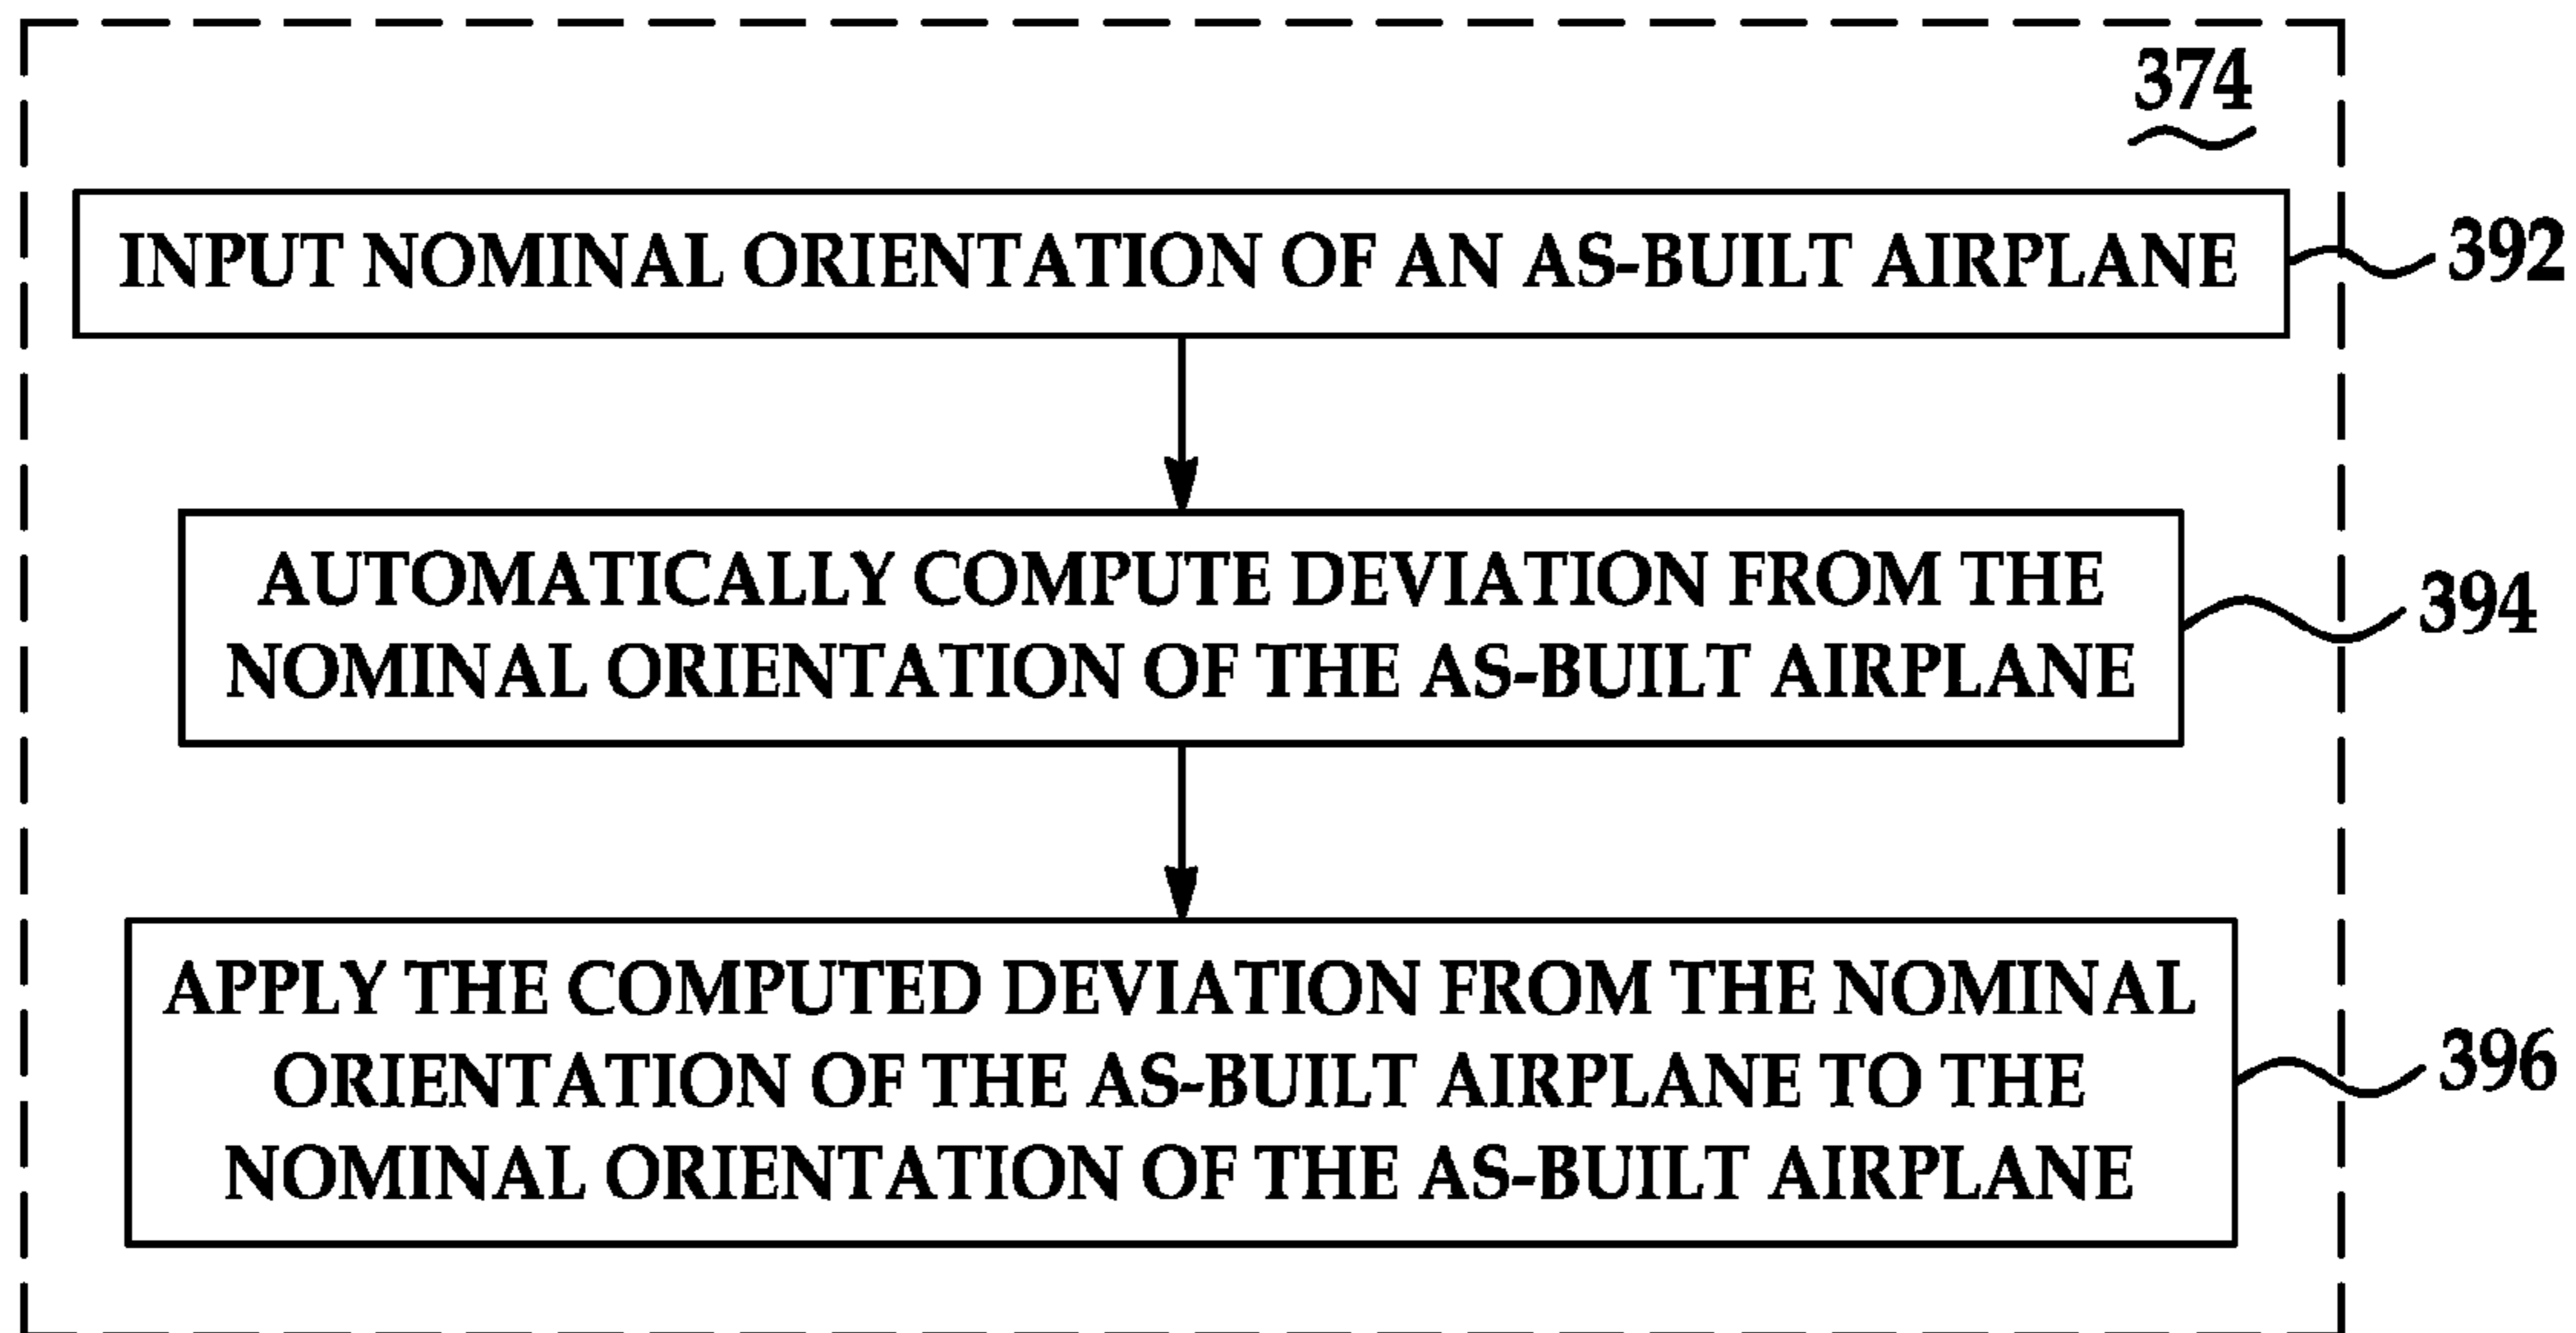 374
INPUT NOMINAL ORIENTATION OF AN AS-BUILT AIRPLANE
392
AUTOMATICALLY COMPUTE DEVIATION FROM THE
NOMINAL ORIENTATION OF THE AS-BUILT AIRPLANE
394
APPLY THE COMPUTED DEVIATION FROM THE NOMINAL
ORIENTATION OF THE AS-BUILT AIRPLANE TO THE
NOMINAL ORIENTATION OF THE AS-BUILT AIRPLANE
396